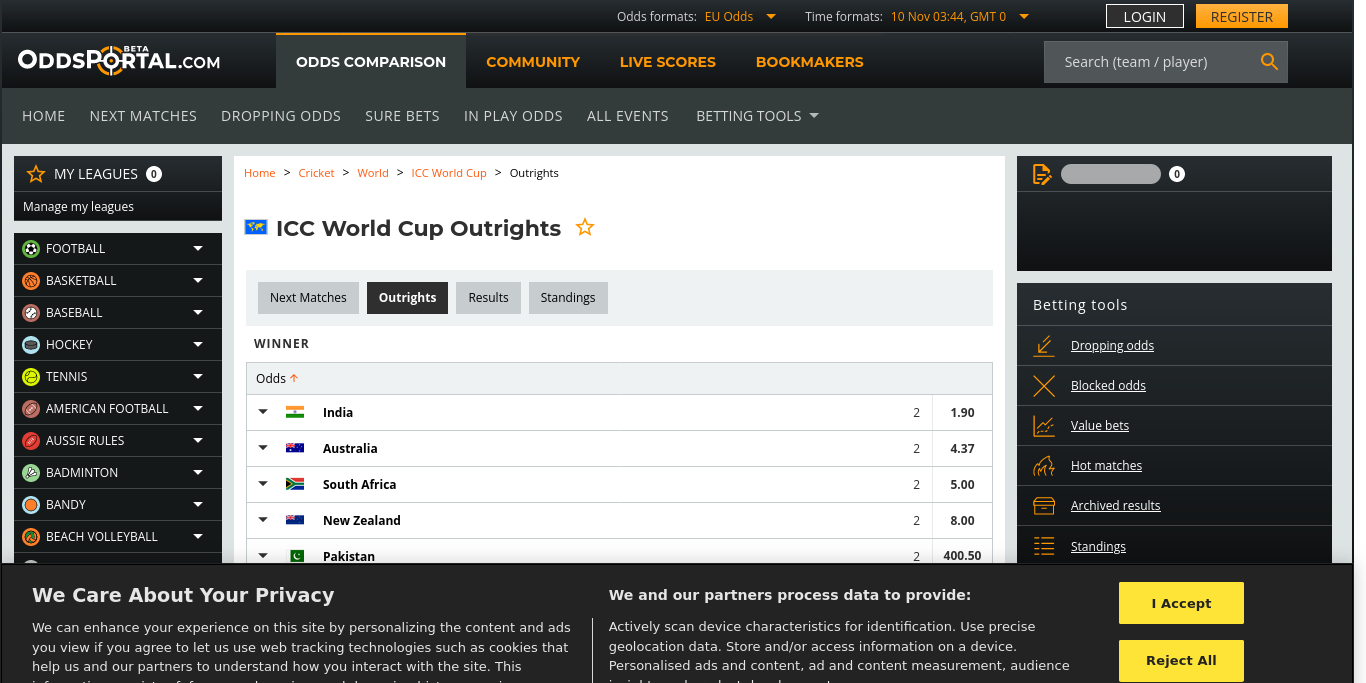 Odds formats: EU Odds Time formats: 10 Nov 03:44, GMT 0 LOGIN REGISTER
ODDSPORTAL.COM BETA
ODDS COMPARISON COMMUNITY LIVE SCORES BOOKMAKERS Search (team / player)
HOME NEXT MATCHES DROPPING ODDS SURE BETS IN PLAY ODDS ALL EVENTS BETTING TOOLS
MY LEAGUES 0
Manage my leagues
FOOTBALL
BASKETBALL
BASEBALL
HOCKEY
TENNIS
AMERICAN FOOTBALL
AUSSIE RULES
BADMINTON
BANDY
BEACH VOLLEYBALL
Home > Cricket > World > ICC World Cup > Outrights
ICC World Cup Outrights
Next Matches Outrights Results Standings
WINNER
Odds
India 2 1.90
Australia 2 4.37
South Africa 2 5.00
New Zealand 2 8.00
Pakistan 2 400.50
0
Betting tools
Dropping odds
Blocked odds
Value bets
Hot matches
Archived results
Standings
We Care About Your Privacy
We can enhance your experience on this site by personalizing the content and ads
you view if you agree to let us use web tracking technologies such as cookies that
help us and our partners to understand how you interact with the site. This
We and our partners process data to provide:
Actively scan device characteristics for identification. Use precise
geolocation data. Store and/or access information on a device.
Personalised ads and content, ad and content measurement, audience
I Accept
Reject All